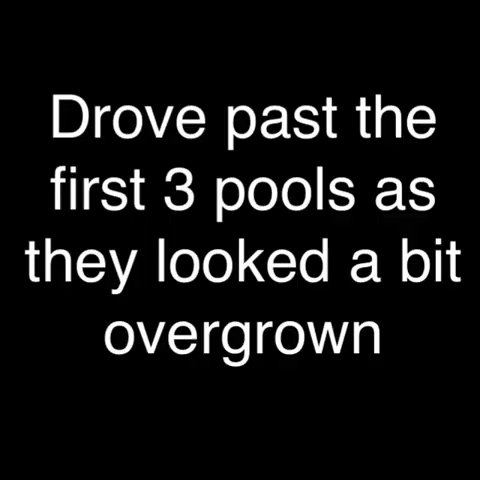 Drove past the
first 3 pools as
they looked a bit
overgrown